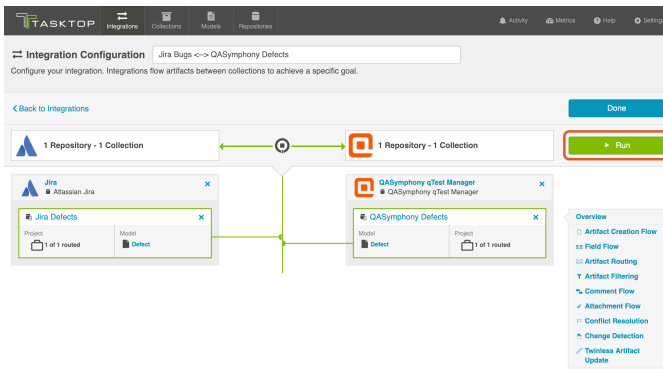 TASKTOP
Integrations
Collections
Models
Repositories
Activity
Metrics
Help
Settings
Integration Configuration
Jira Bugs <--> QASymphony Defects
Configure your integration. Integrations flow artifacts between collections to achieve a specific goal.
Back to Integrations
Done
1 Repository - 1 Collection
1 Repository - 1 Collection
Run
Jira
Atlassian Jira
QASymphony qTest Manager
QASymphony qTest Manager
Jira Defects
Project
Model
1 of 1 routed
Defect
QASymphony Defects
Model
Project
Defect
1 of 1 routed
Overview
Artifact Creation Flow
Field Flow
Artifact Routing
Artifact Filtering
Comment Flow
Attachment Flow
Conflict Resolution
Change Detection
Twinless Artifact
Update